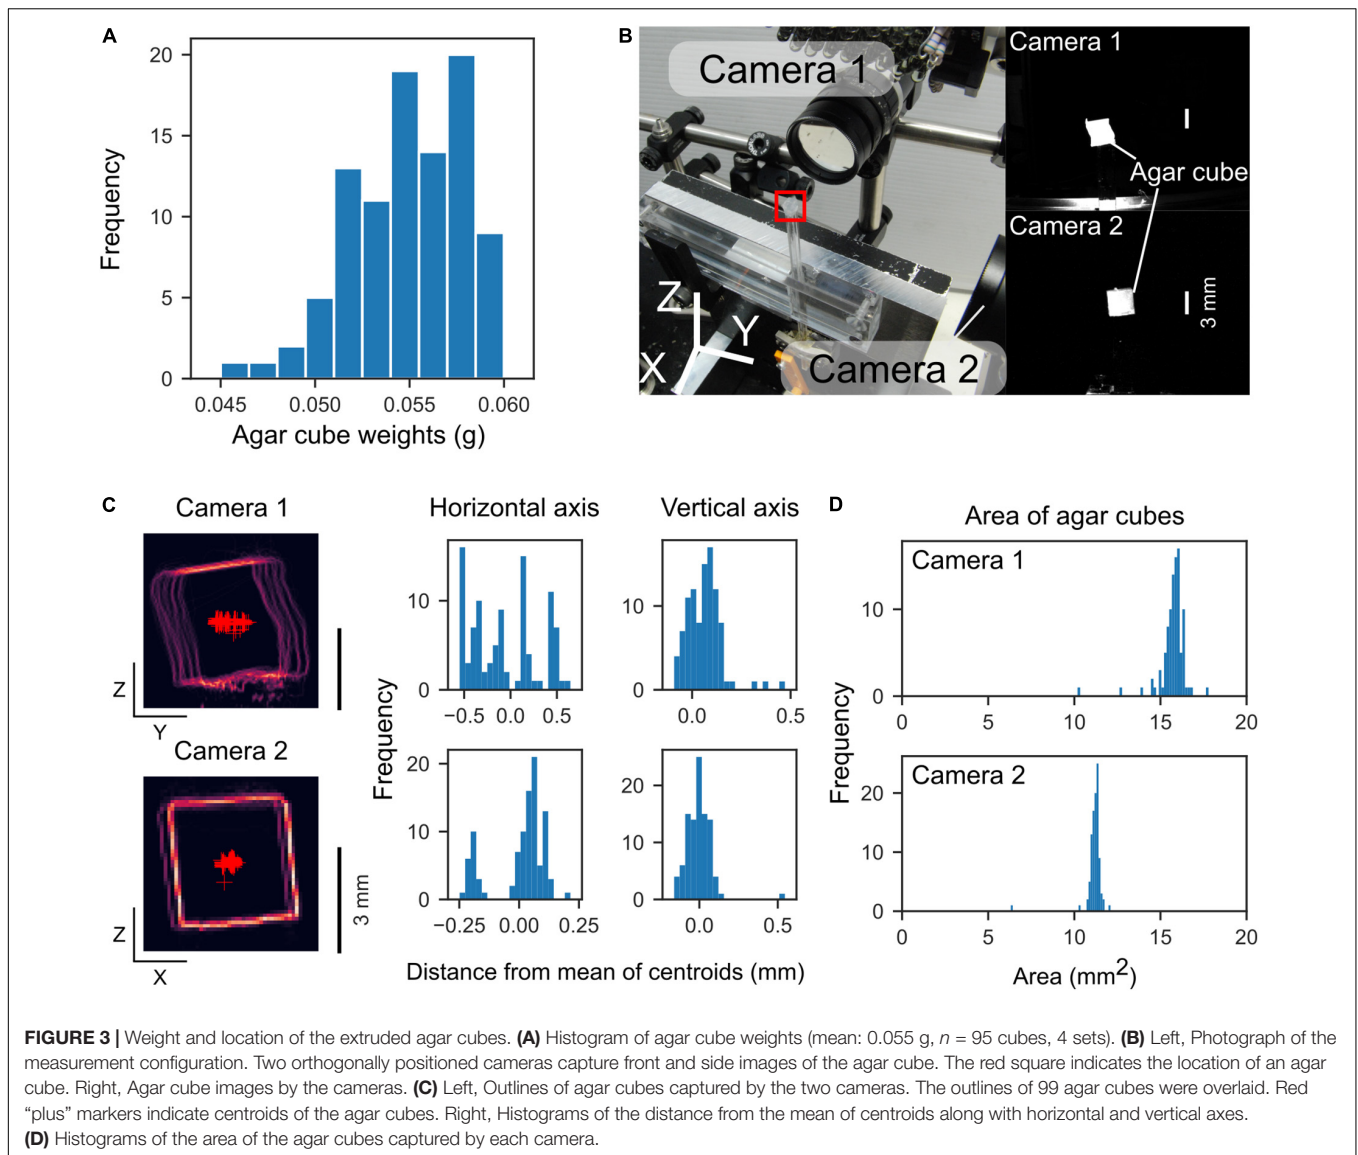 A
Frequency
20
15
10
5
0
0.045
0.050
0.055
0.060
Agar cube weights (g)
B
Camera 1
Camera 2
Z
Y
X
Camera 1
Agar cube
Camera 2
3 mm
C
Camera 1
Z
Y
Camera 2
Z
X
3 mm
Horizontal axis
Vertical axis
Frequency
10
0
−0.5
0.0
0.5
10
0
0.0
0.5
20
10
0
−0.25
0.00
0.25
20
10
0
0.0
0.5
Distance from mean of centroids (mm)
D
Area of agar cubes
Frequency
Camera 1
10
0
0
5
10
15
20
Camera 2
20
10
0
0
5
10
15
20
Area (mm2)
FIGURE 3 | Weight and location of the extruded agar cubes. (A) Histogram of agar cube weights (mean: 0.055 g, n = 95 cubes, 4 sets). (B) Left, Photograph of the
measurement configuration. Two orthogonally positioned cameras capture front and side images of the agar cube. The red square indicates the location of an agar
cube. Right, Agar cube images by the cameras. (C) Left, Outlines of agar cubes captured by the two cameras. The outlines of 99 agar cubes were overlaid. Red
“plus” markers indicate centroids of the agar cubes. Right, Histograms of the distance from the mean of centroids along with horizontal and vertical axes.
(D) Histograms of the area of the agar cubes captured by each camera.